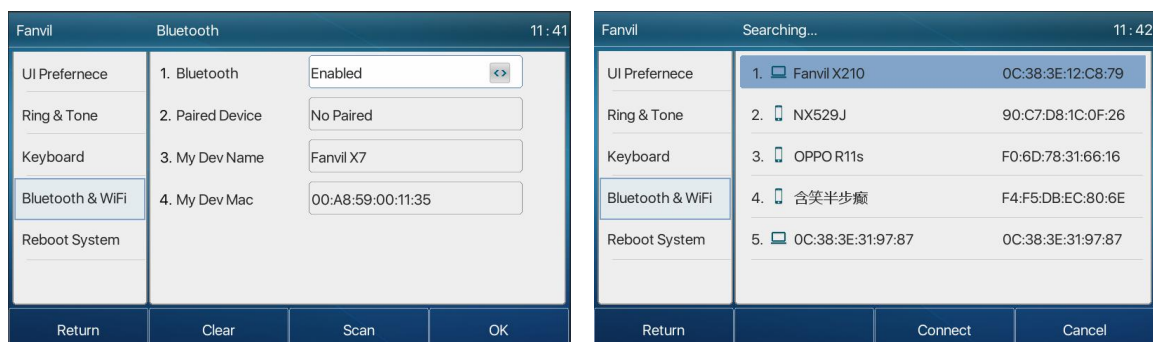 Fanvil Bluetooth 11:41
UI Prefernece 1. Bluetooth Enabled <>
Ring & Tone 2. Paired Device No Paired
Keyboard 3. My Dev Name Fanvil X7
Bluetooth & WiFi 4. My Dev Mac 00:A8:59:00:11:35
Reboot System
Return Clear Scan OK
Fanvil Searching... 11:42
UI Prefernece 1. Fanvil X210 0C:38:3E:12:C8:79
Ring & Tone 2. NX529J 90:C7:D8:1C:0F:26
Keyboard 3. OPPO R11s F0:6D:78:31:66:16
Bluetooth & WiFi 4. 含笑半步癫 F4:F5:DB:EC:80:6E
Reboot System 5. 0C:38:3E:31:97:87 0C:38:3E:31:97:87
Return Connect Cancel